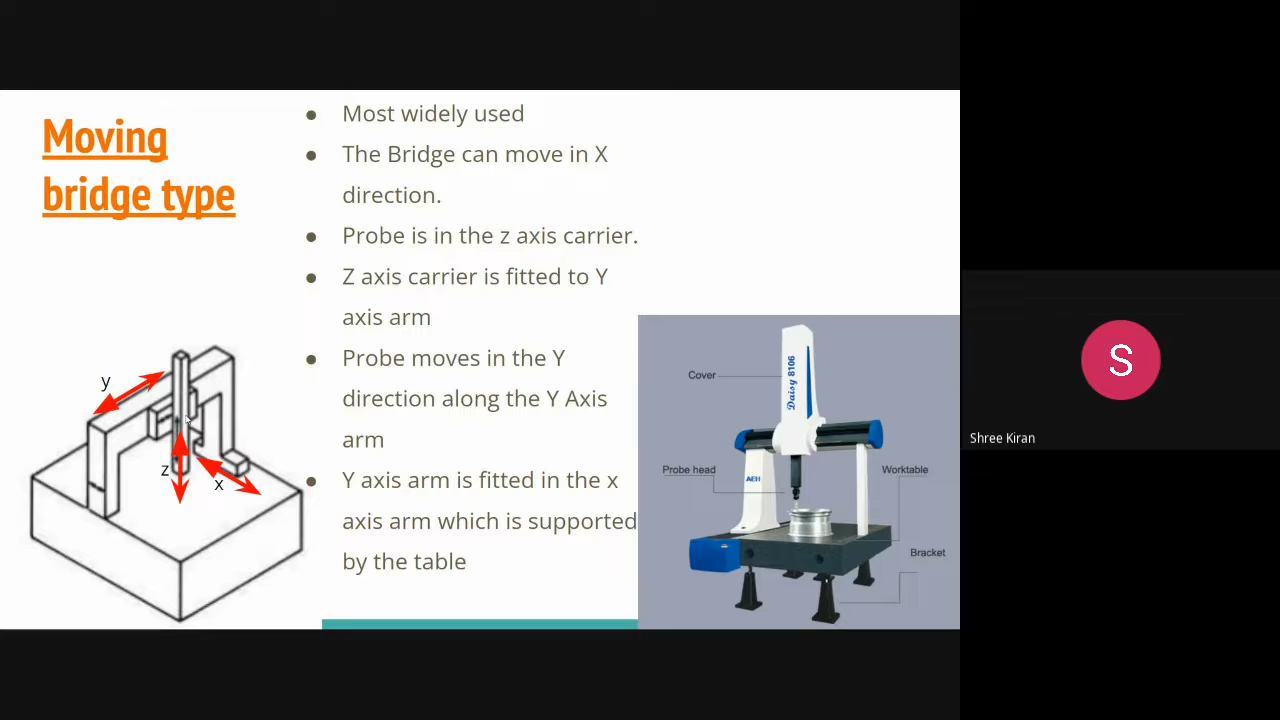 Moving
bridge type
● Most widely used
● The Bridge can move in X
direction.
● Probe is in the z axis carrier.
● Z axis carrier is fitted to Y
axis arm
● Probe moves in the Y
direction along the Y Axis
arm
● Y axis arm is fitted in the x
axis arm which is supported
by the table
y
z
x
Cover
Daisy 8106
Probe head
Worktable
AEH
Bracket
S
Shree Kiran